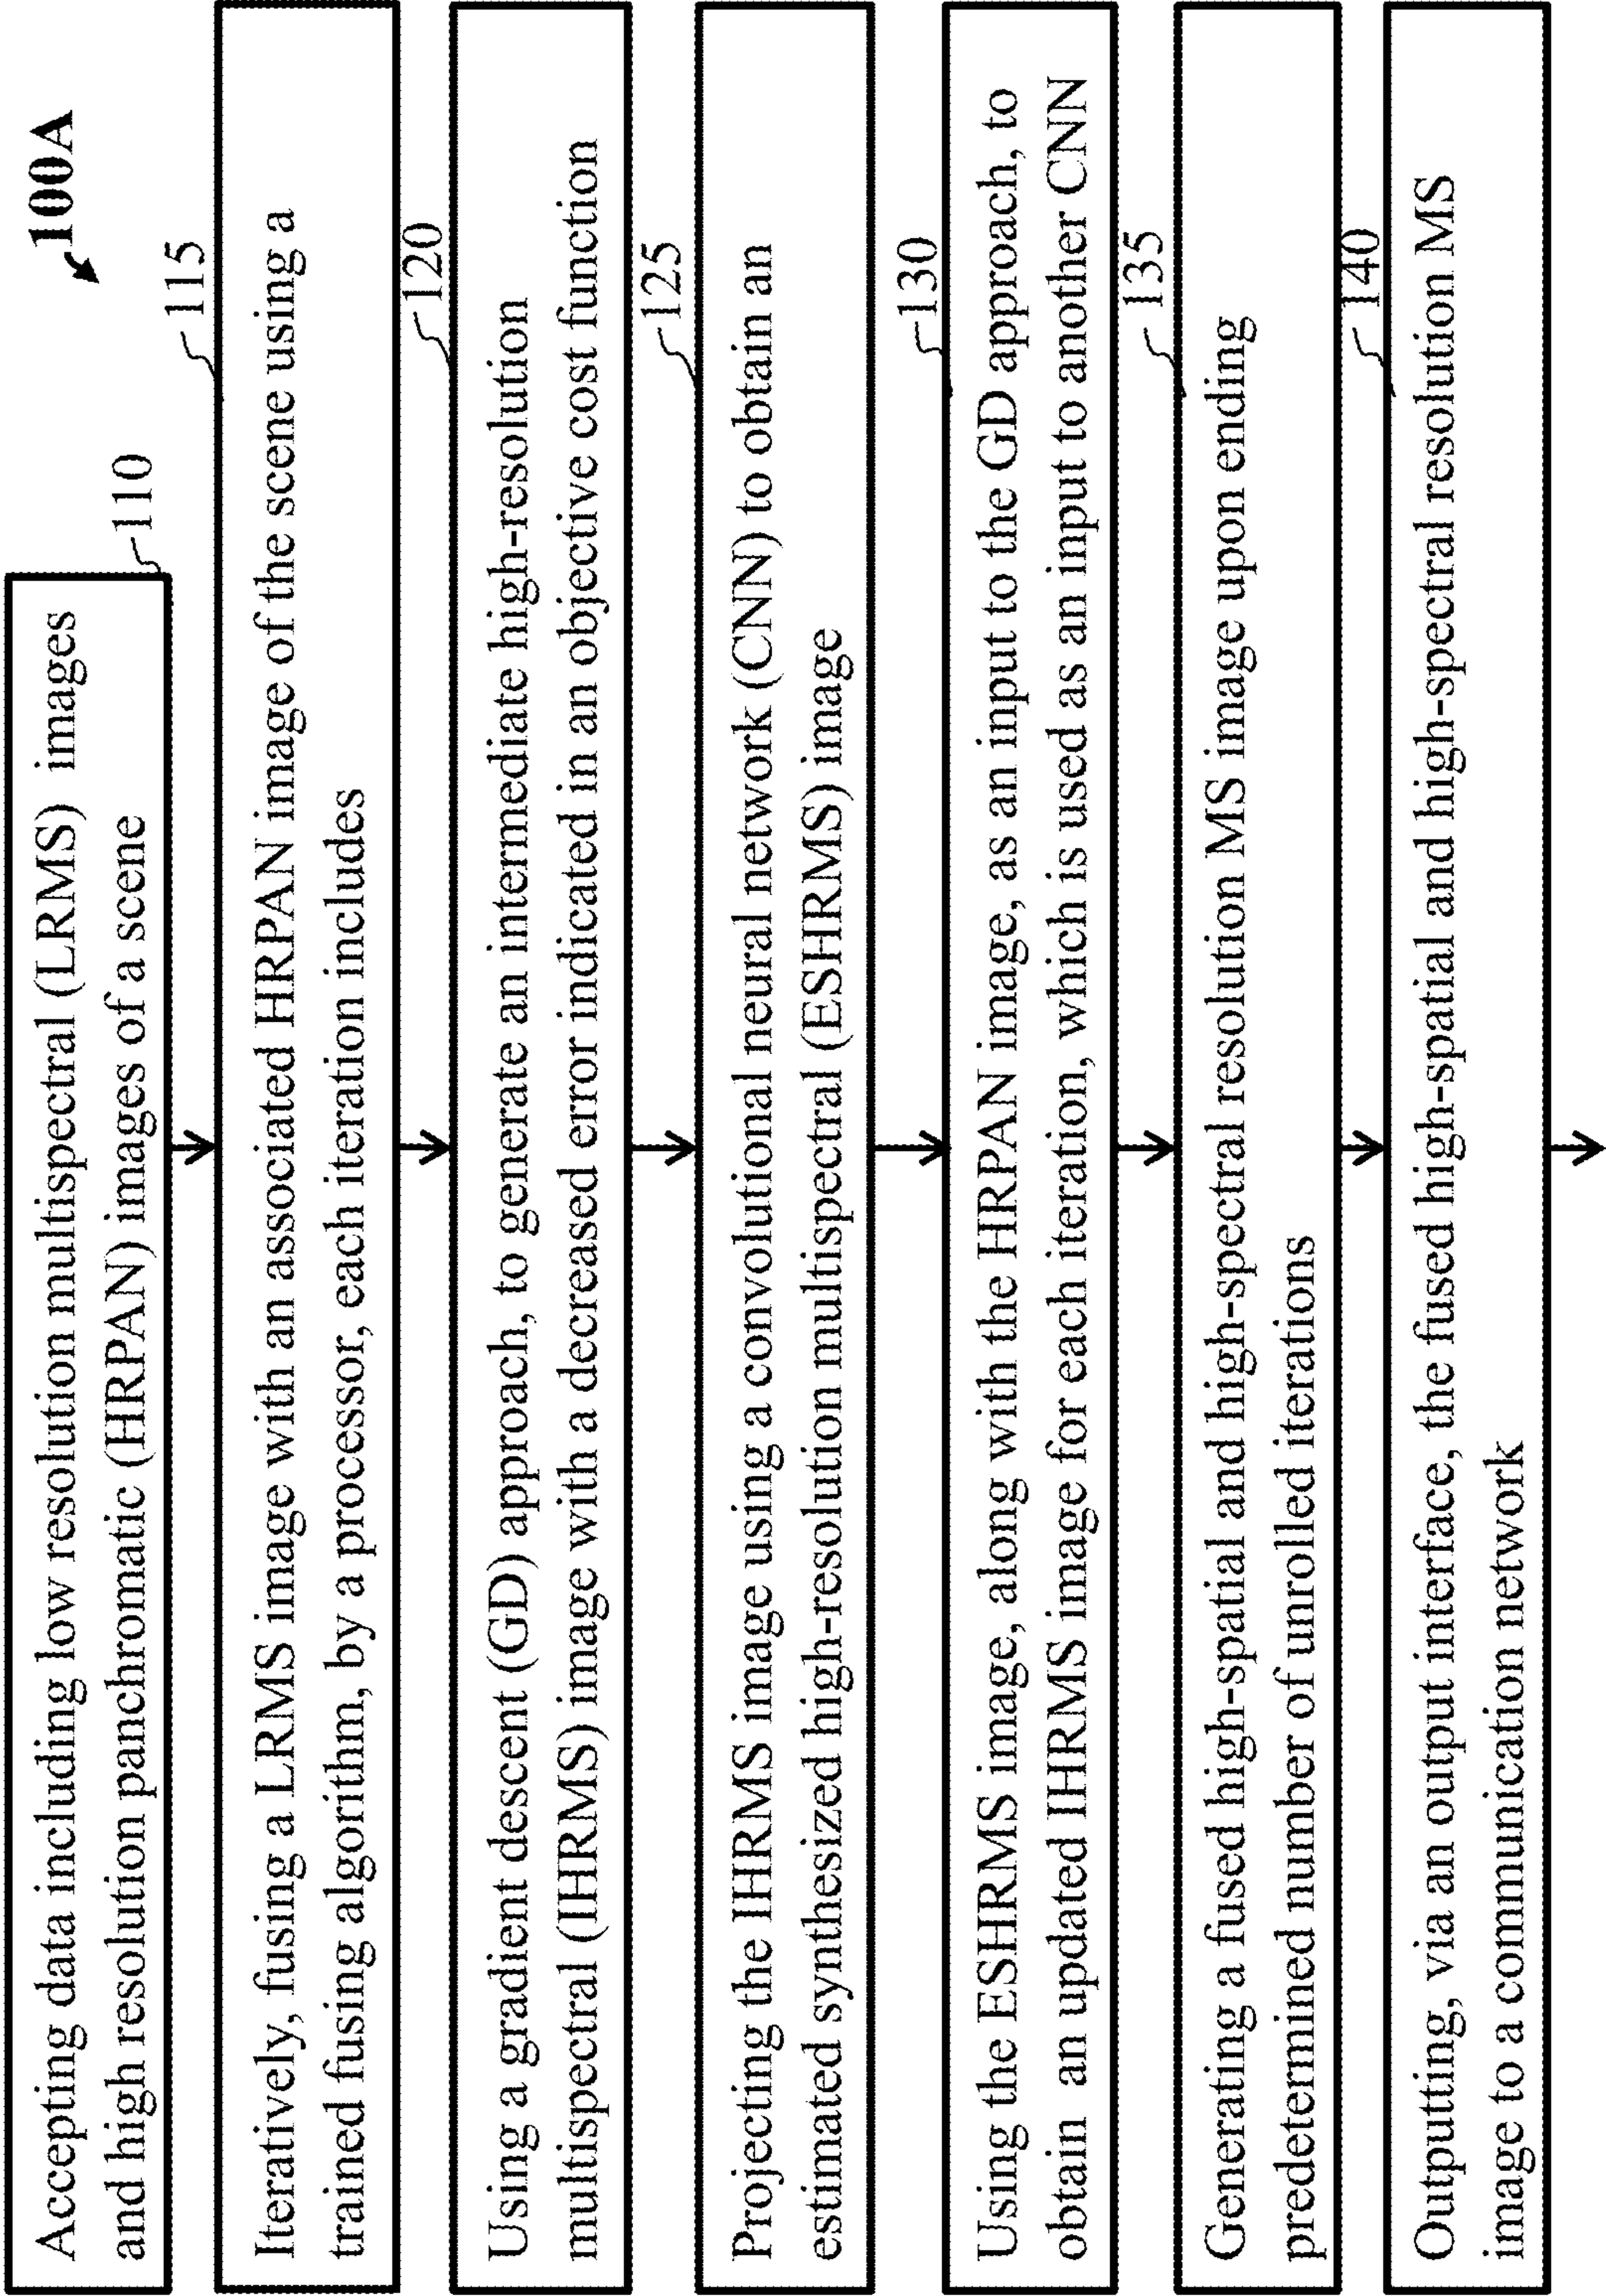 100A
Accepting data including low resolution multispectral (LRMS) images
and high resolution panchromatic (HRPAN) images of a scene
110
115
Iteratively, fusing a LRMS image with an associated HRPAN image of the scene using a
trained fusing algorithm, by a processor, each iteration includes
120
Using a gradient descent (GD) approach, to generate an intermediate high-resolution
multispectral (IHRMS) image with a decreased error indicated in an objective cost function
125
Projecting the IHRMS image using a convolutional neural network (CNN) to obtain an
estimated synthesized high-resolution multispectral (ESHRMS) image
130
Using the ESHRMS image, along with the HRPAN image, as an input to the GD approach, to
obtain an updated IHRMS image for each iteration, which is used as an input to another CNN
135
Generating a fused high-spatial and high-spectral resolution MS image upon ending
predetermined number of unrolled iterations
140
Outputting, via an output interface, the fused high-spatial and high-spectral resolution MS
image to a communication network